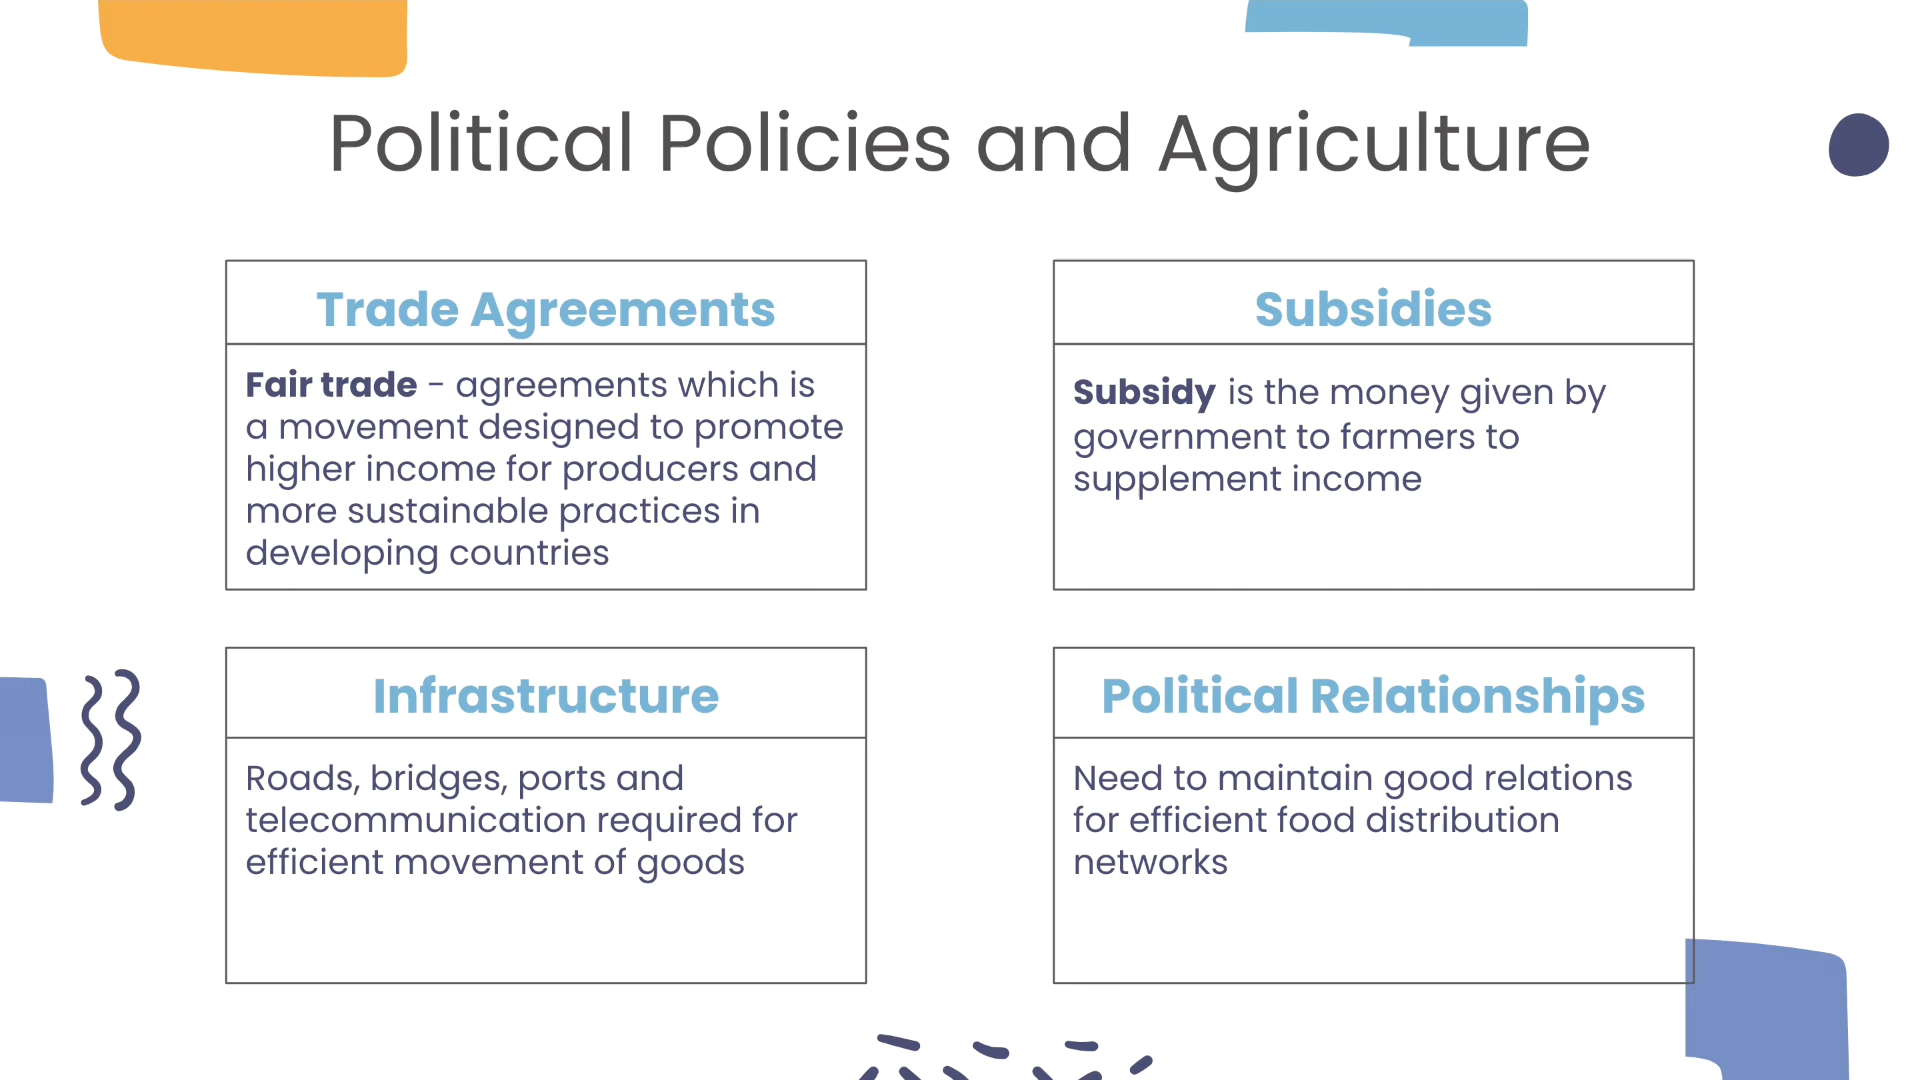 Political Policies and Agriculture
Trade Agreements
Fair trade - agreements which is
a movement designed to promote
higher income for producers and
more sustainable practices in
developing countries
Subsidies
Subsidy is the money given by
government to farmers to
supplement income
Infrastructure
Roads, bridges, ports and
telecommunication required for
efficient movement of goods
Political Relationships
Need to maintain good relations
for efficient food distribution
networks